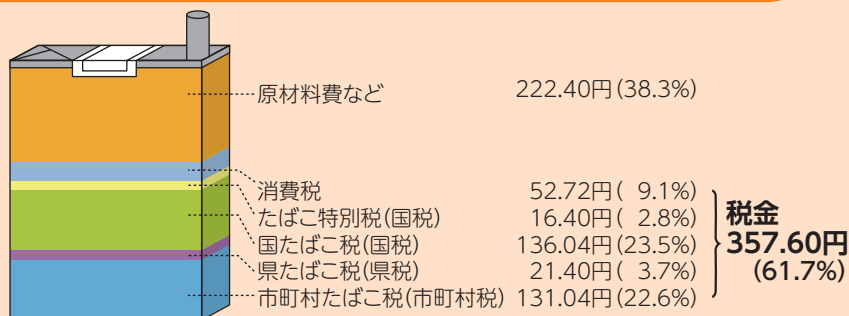 原材料費など 222.40円(38.3%)
消費税 52.72円( 9.1%)
たばこ特別税(国税) 16.40円( 2.8%)
国たばこ税(国税) 136.04円(23.5%)
県たばこ税(県税) 21.40円( 3.7%)
市町村たばこ税(市町村税) 131.04円(22.6%)
税金
357.60円
(61.7%)